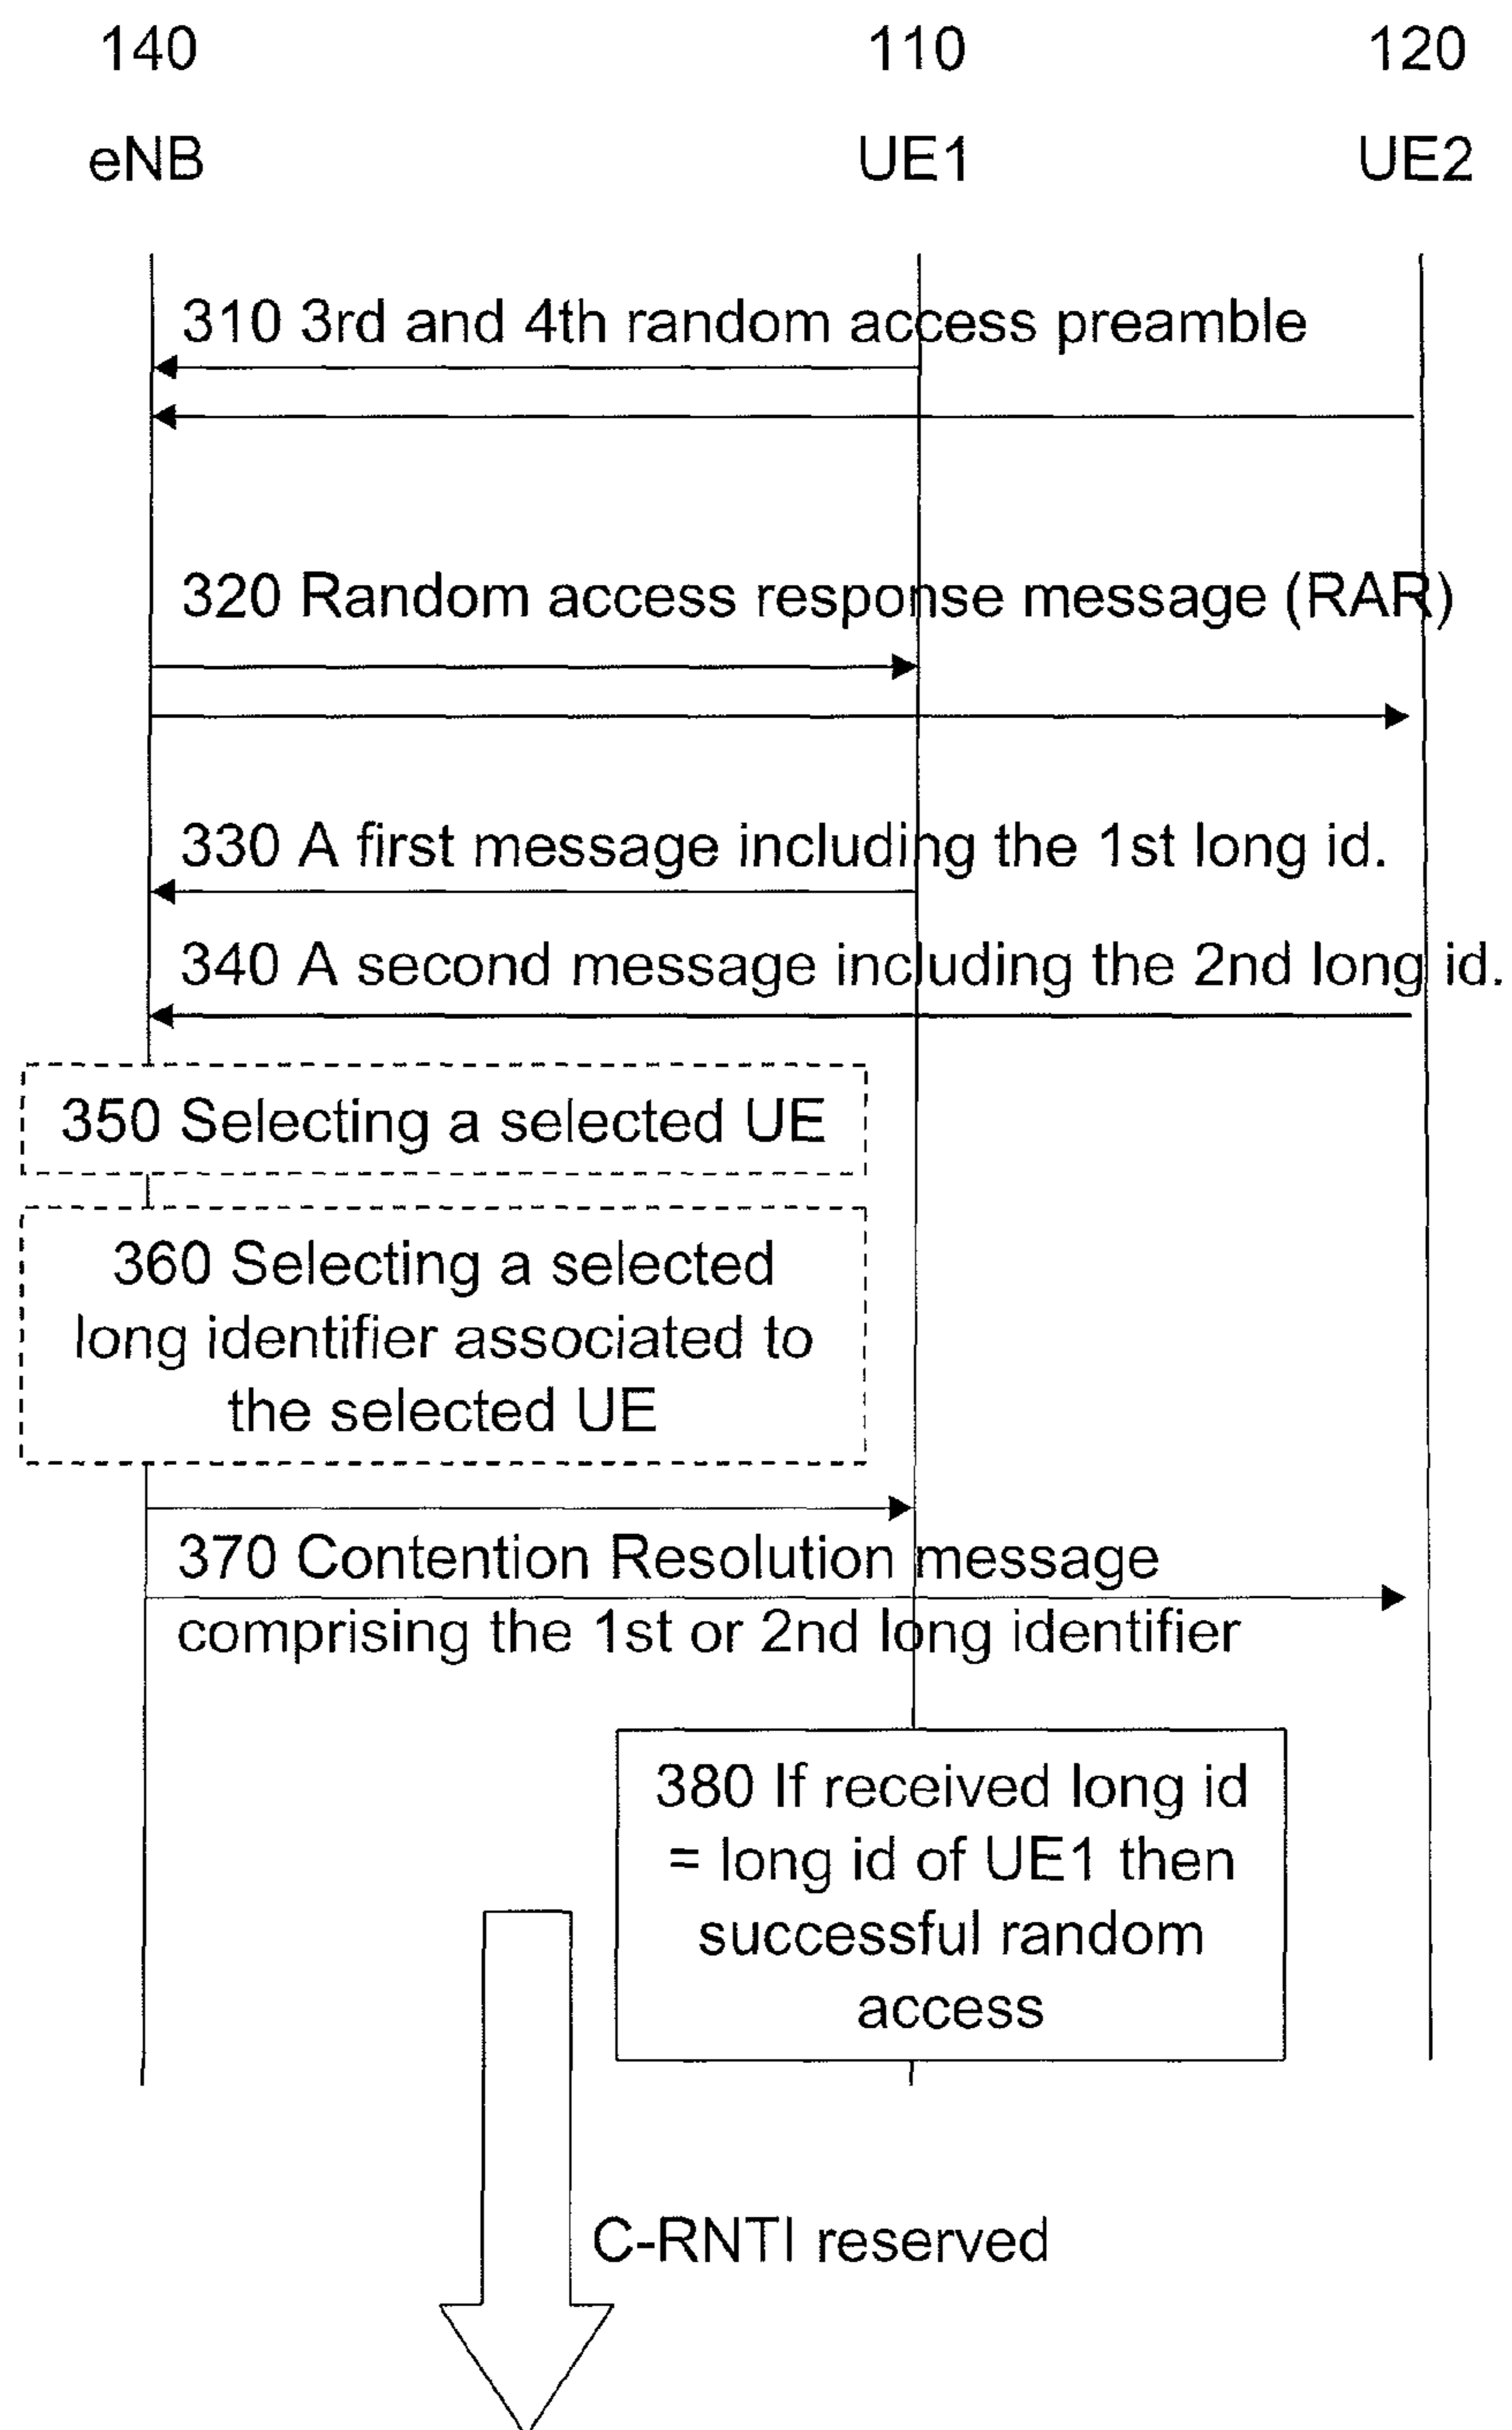 140 110 120
eNB UE1 UE2
310 3rd and 4th random access preamble
320 Random access response message (RAR)
330 A first message including the 1st long id.
340 A second message including the 2nd long id.
350 Selecting a selected UE
360 Selecting a selected
long identifier associated to
the selected UE
370 Contention Resolution message
comprising the 1st or 2nd long identifier
380 If received long id
= long id of UE1 then
successful random
access
C-RNTI reserved